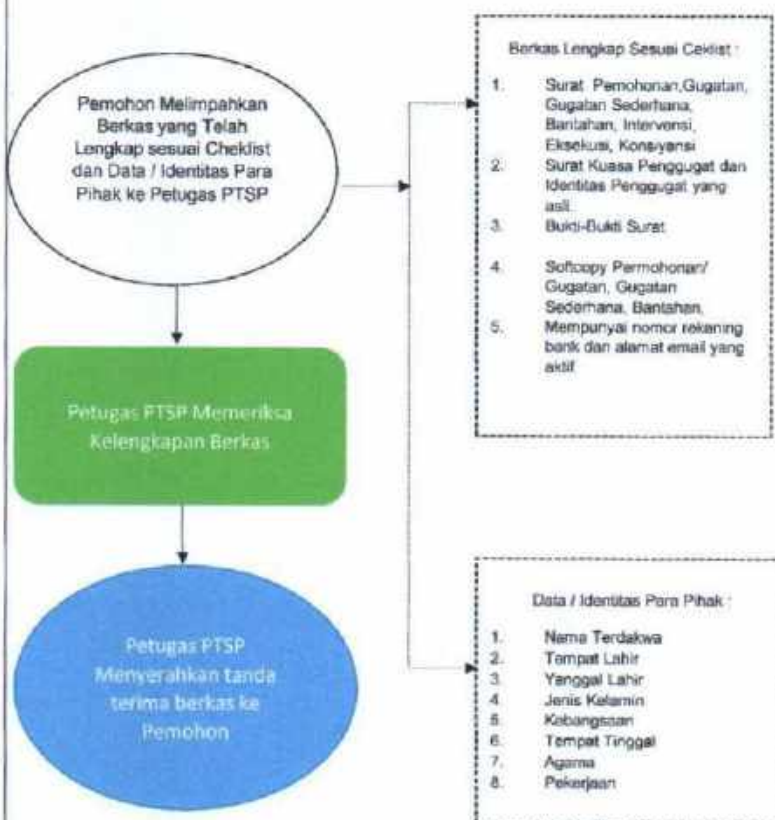 Pemohon Melimpahkan
Berkas yang Telah
Lengkap sesuai Cheklist
dan Data / Identitas Para
Pihak ke Petugas PTSP
Petugas PTSP Memeriksa
Kelengkapan Berkas
Petugas PTSP
Menyerahkan tanda
terima berkas ke
Pemohon
Berkas Lengkap Sesuai Ceklist :
1. Surat Pemohonan,Gugatan,
Gugatan Sederhana,
Bantahan, Intervensi,
Eksekusi, Konsiyansi
2. Surat Kuasa Penggugat dan
Identitas Penggugat yang
asli.
3. Bukti-Bukti Surat
4. Softcopy Permohonan/
Gugatan, Gugatan
Sederhana, Bantahan,
5. Mempunyai nomor rekening
bank dan alamat email yang
aktif
Data / Identitas Para Pihak :
1. Nama Terdakwa
2. Tempat Lahir
3. Yanggal Lahir
4. Jenis Kelamin
5. Kebangsaan
6. Tempat Tinggal
7. Agama
8. Pekerjaan